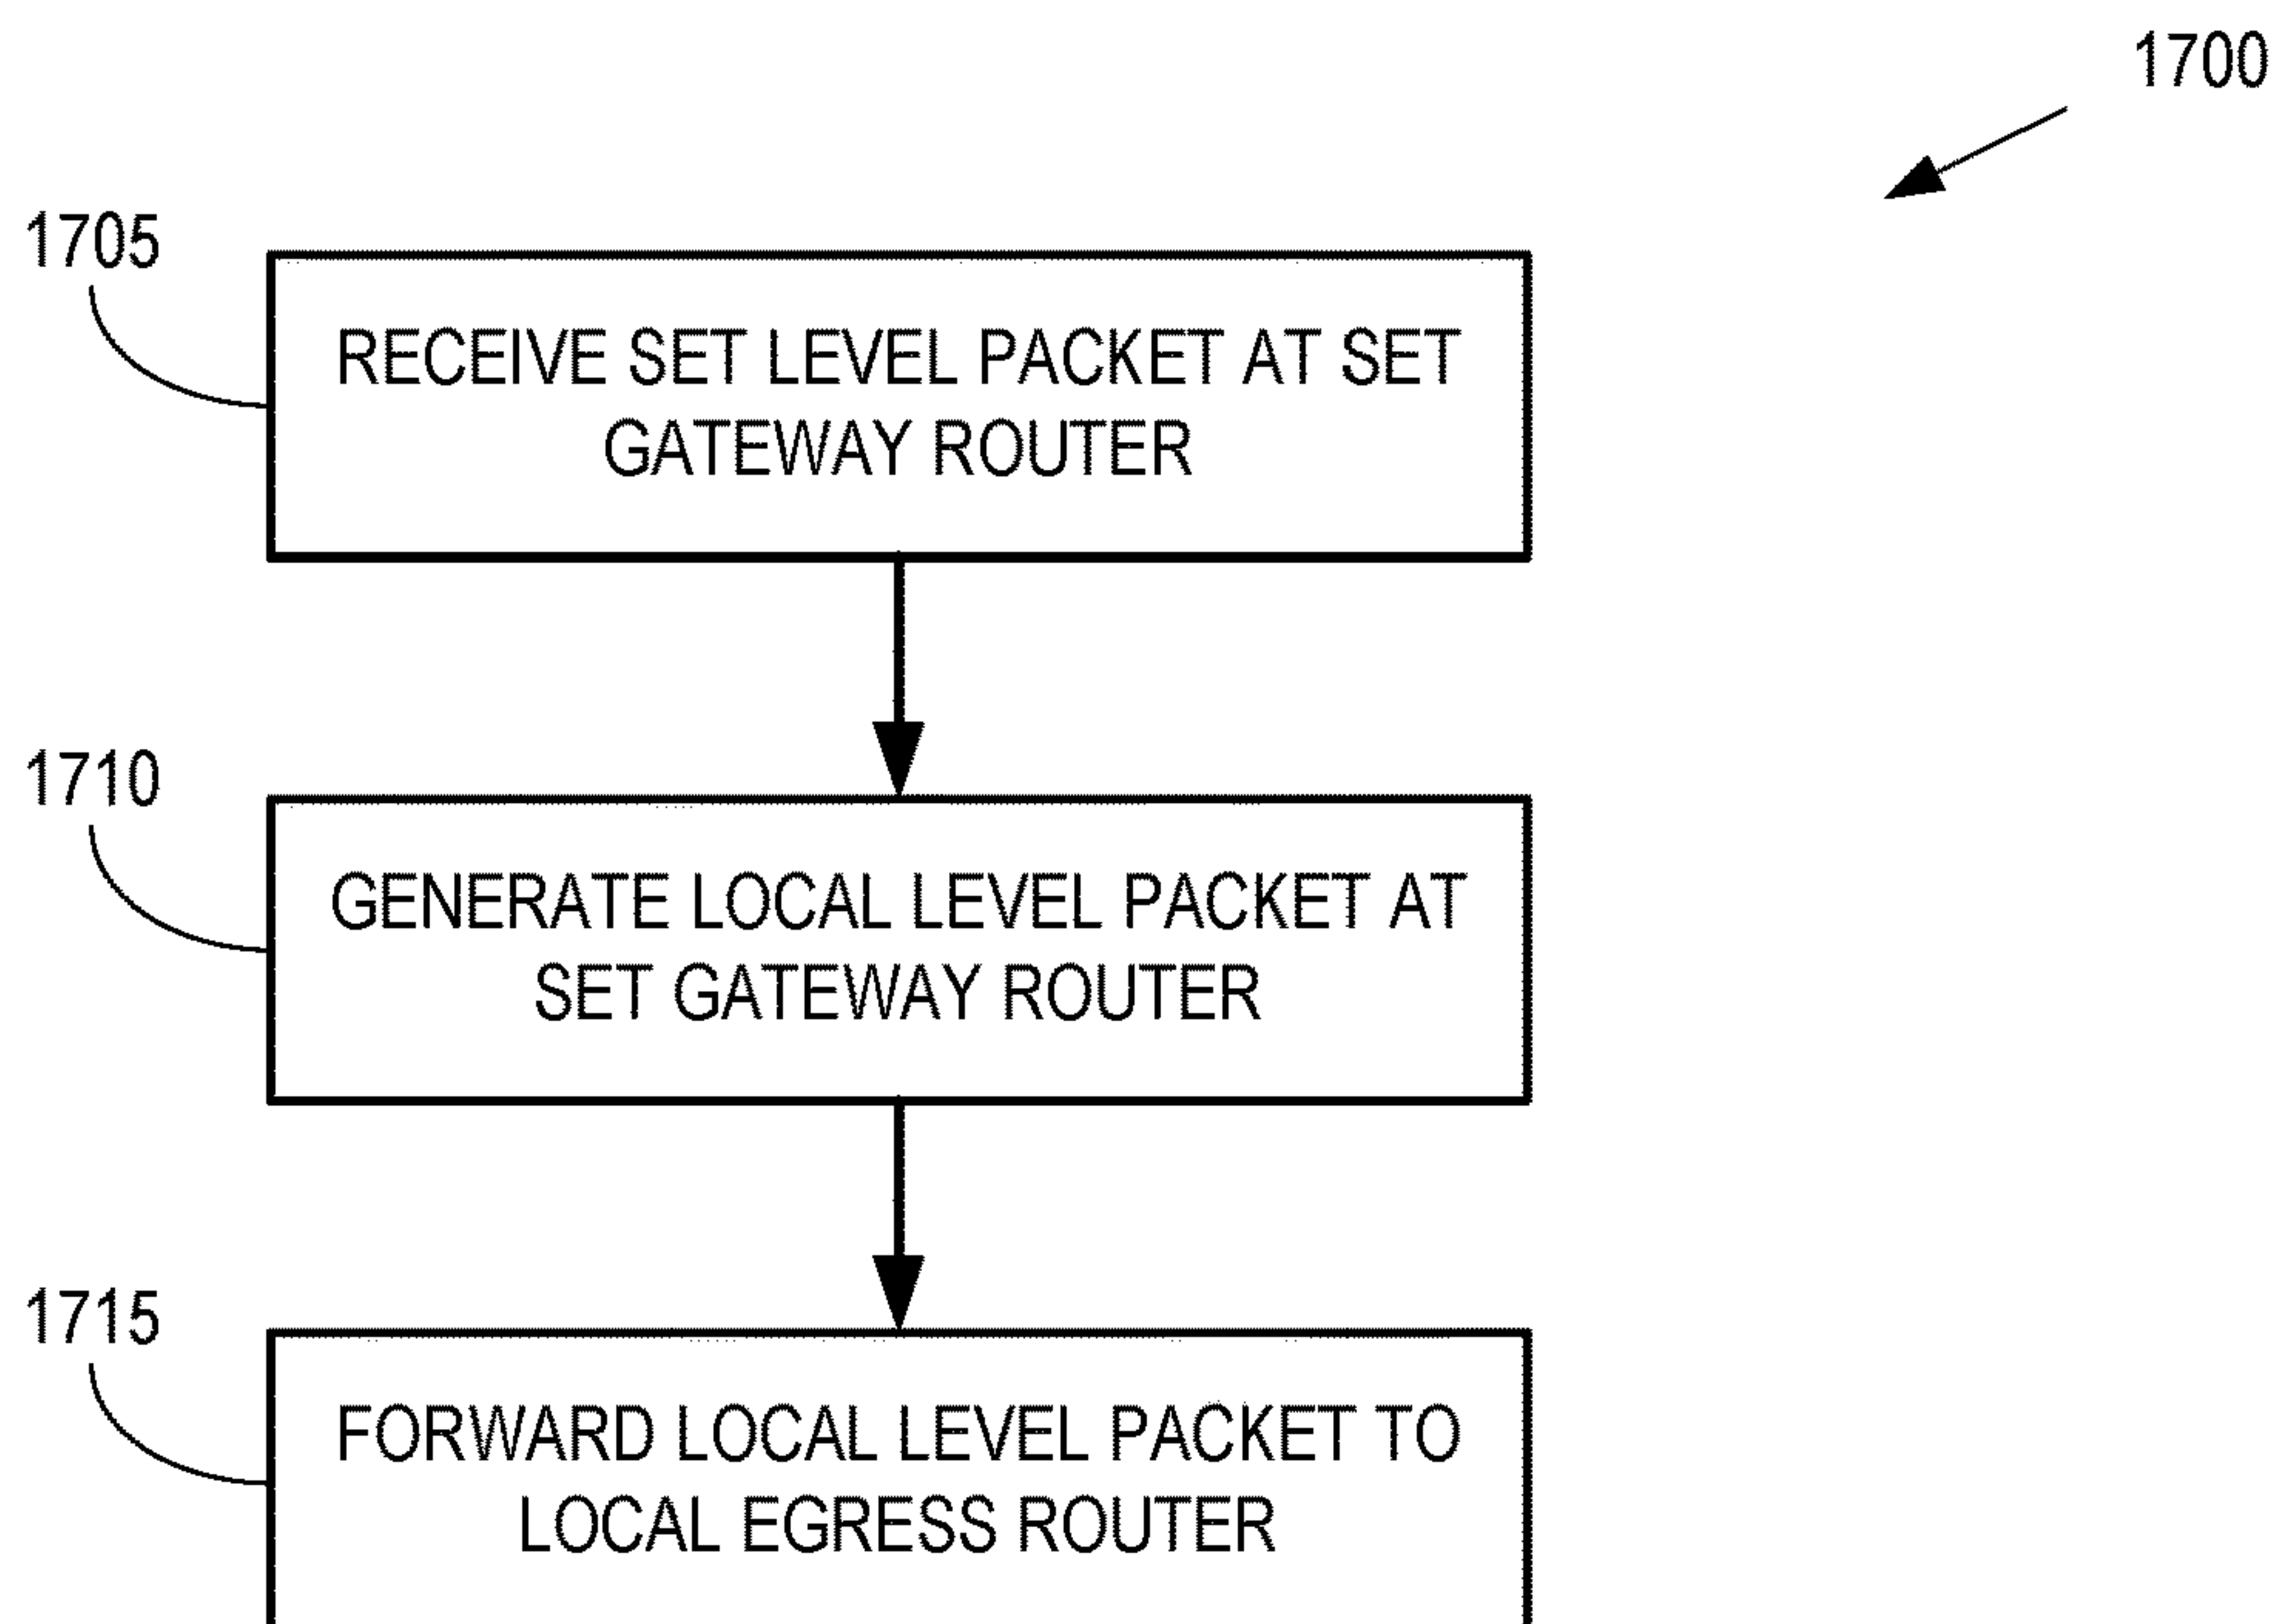 1700
1705
RECEIVE SET LEVEL PACKET AT SET
GATEWAY ROUTER
1710
GENERATE LOCAL LEVEL PACKET AT
SET GATEWAY ROUTER
1715
FORWARD LOCAL LEVEL PACKET TO
LOCAL EGRESS ROUTER